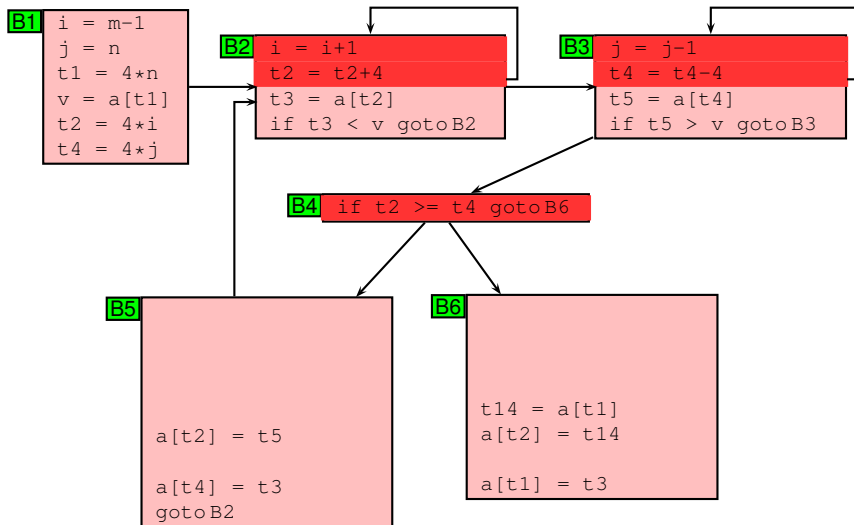 B1
i = m-1
j = n
t1 = 4*n
v = a[t1]
t2 = 4*i
t4 = 4*j
B2
i = i+1
t2 = t2+4
t3 = a[t2]
if t3 < v goto B2
B3
j = j-1
t4 = t4-4
t5 = a[t4]
if t5 > v goto B3
B4
if t2 >= t4 goto B6
B5
a[t2] = t5
a[t4] = t3
goto B2
B6
t14 = a[t1]
a[t2] = t14
a[t1] = t3